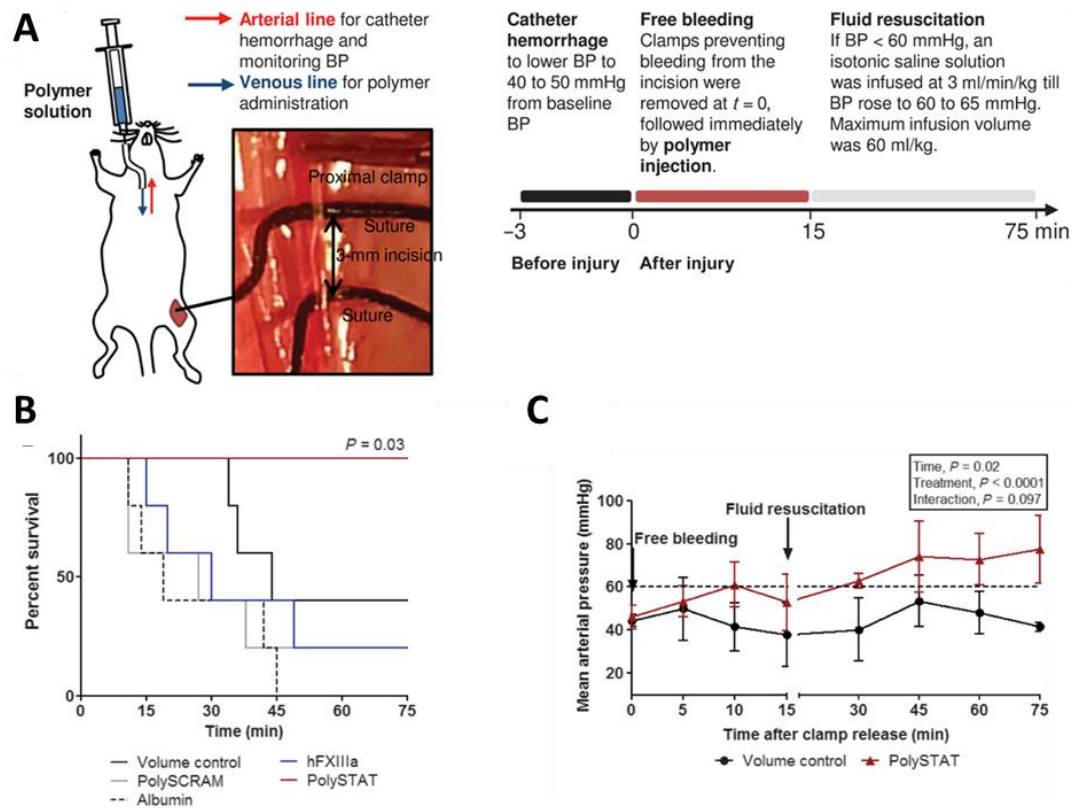 A
Polymer
solution
Arterial line for catheter
hemorrhage and
monitoring BP
Venous line for polymer
administration
Proximal clamp
Suture
3-mm incision
Suture
Catheter
hemorrhage
to lower BP to
40 to 50 mmHg
from baseline
BP
Free bleeding
Clamps preventing
bleeding from the
incision were
removed at t = 0,
followed immediately
by polymer
injection.
Fluid resuscitation
If BP < 60 mmHg, an
isotonic saline solution
was infused at 3 ml/min/kg till
BP rose to 60 to 65 mmHg.
Maximum infusion volume
was 60 ml/kg.
−3 0 15 75 min
Before injury After injury
B
P = 0.03
Percent survival
100
50
0
0 15 30 45 60 75
Time (min)
Volume control
PolySCRAM
Albumin
hFXIIIa
PolySTAT
C
Time, P = 0.02
Treatment, P < 0.0001
Interaction, P = 0.097
Fluid resuscitation
Free bleeding
Mean arterial pressure (mmHg)
100
80
60
40
20
0 5 10 15 30 45 60 75
Time after clamp release (min)
Volume control PolySTAT